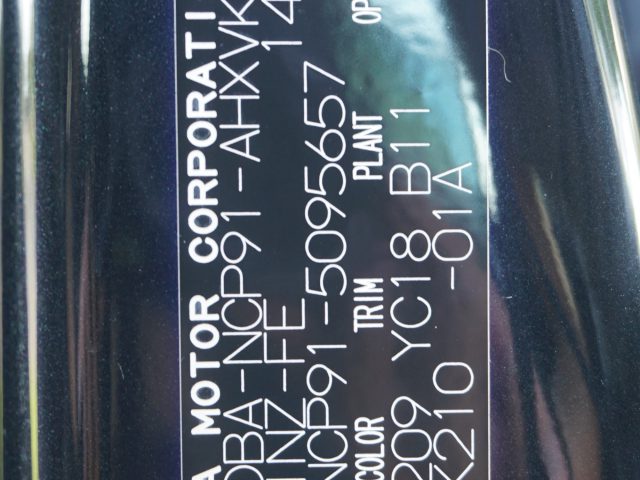 A MOTOR CORPORATI
DBA-NCP91-AHXVK
1NZ-FE 14
NCP91-5095657
COLOR TRIM PLANT OP
209 YC18 B11
K210 -01A